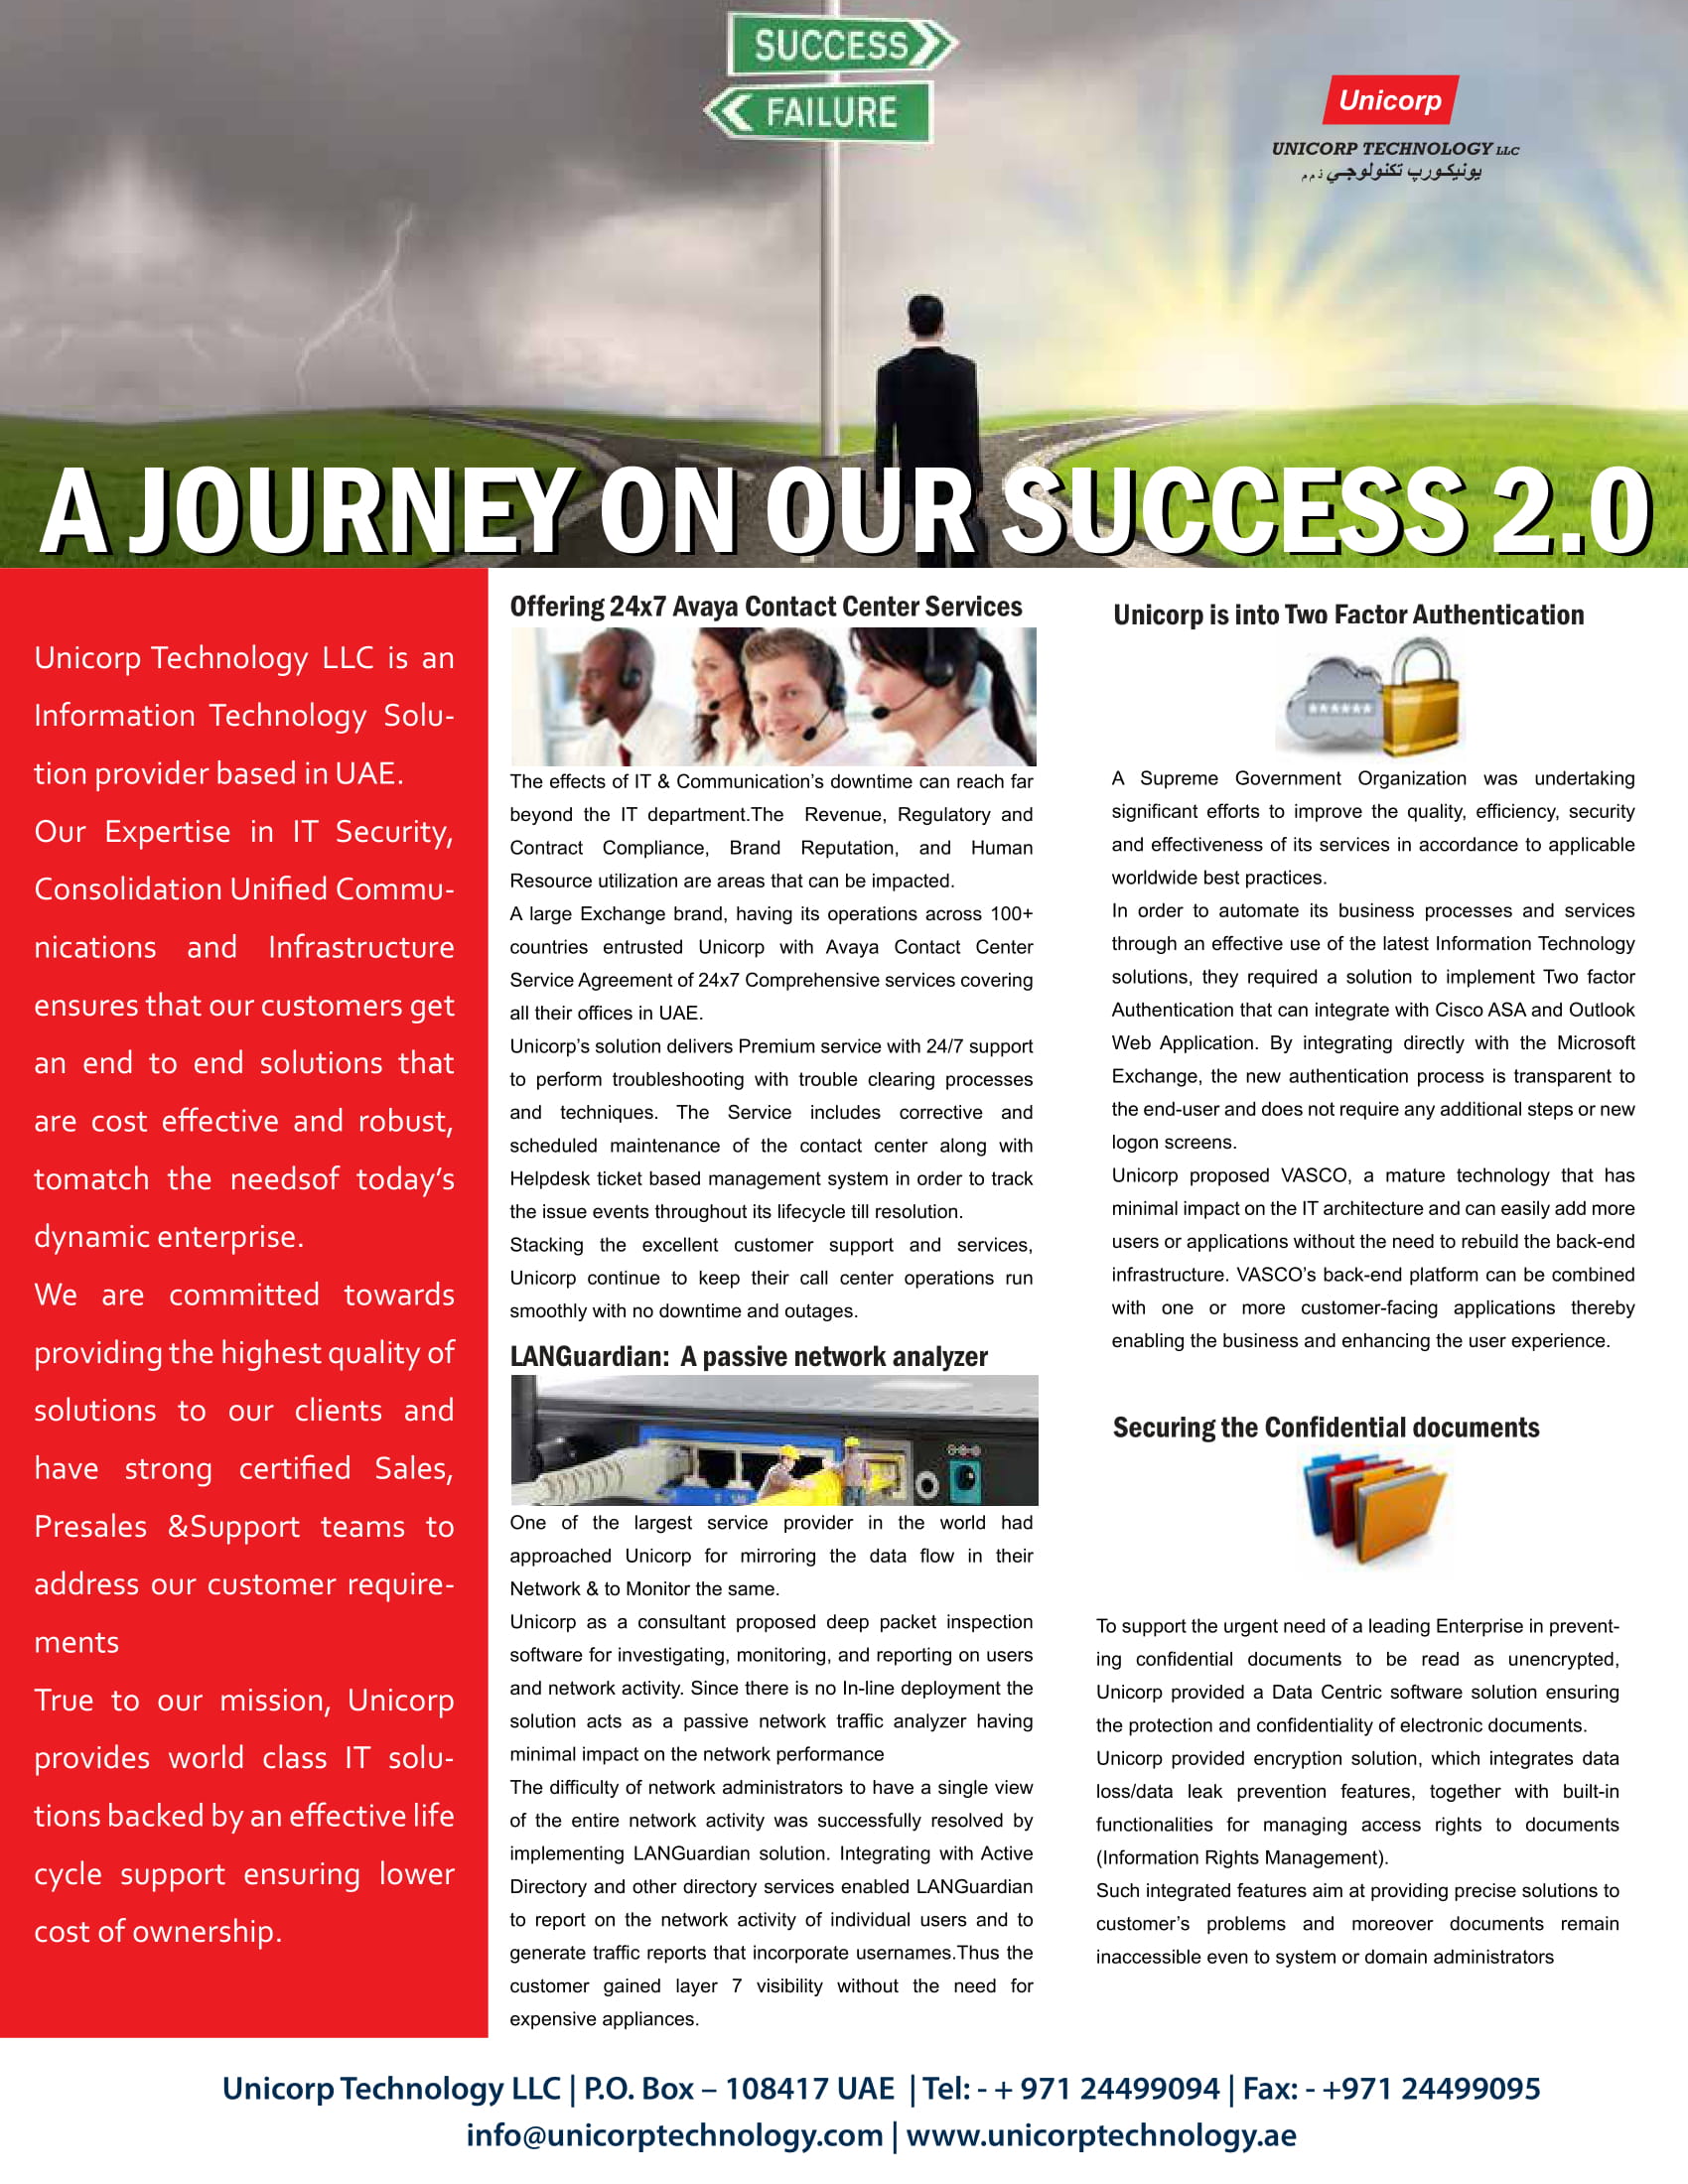 SUCCESS
FAILURE
Unicorp
UNICORP TECHNOLOGY LLC
يونيكورپ تكنولوجي ذ م م
A JOURNEY ON OUR SUCCESS 2.0
Unicorp Technology LLC is an
Information Technology Solu-
tion provider based in UAE.
Our Expertise in IT Security,
Consolidation Unified Commu-
nications and Infrastructure
ensures that our customers get
an end to end solutions that
are cost effective and robust,
tomatch the needsof today's
dynamic enterprise.
We are committed towards
providing the highest quality of
solutions to our clients and
have strong certified Sales,
Presales &Support teams to
address our customer require-
ments
True to our mission, Unicorp
provides world class IT solu-
tions backed by an effective life
cycle support ensuring lower
cost of ownership.
Offering 24x7 Avaya Contact Center Services
The effects of IT & Communication's downtime can reach far
beyond the IT department.The Revenue, Regulatory and
Contract Compliance, Brand Reputation, and Human
Resource utilization are areas that can be impacted.
A large Exchange brand, having its operations across 100+
countries entrusted Unicorp with Avaya Contact Center
Service Agreement of 24x7 Comprehensive services covering
all their offices in UAE.
Unicorp's solution delivers Premium service with 24/7 support
to perform troubleshooting with trouble clearing processes
and techniques. The Service includes corrective and
scheduled maintenance of the contact center along with
Helpdesk ticket based management system in order to track
the issue events throughout its lifecycle till resolution.
Stacking the excellent customer support and services,
Unicorp continue to keep their call center operations run
smoothly with no downtime and outages.
LANGuardian: A passive network analyzer
One of the largest service provider in the world had
approached Unicorp for mirroring the data flow in their
Network & to Monitor the same.
Unicorp as a consultant proposed deep packet inspection
software for investigating, monitoring, and reporting on users
and network activity. Since there is no In-line deployment the
solution acts as a passive network traffic analyzer having
minimal impact on the network performance
The difficulty of network administrators to have a single view
of the entire network activity was successfully resolved by
implementing LANGuardian solution. Integrating with Active
Directory and other directory services enabled LANGuardian
to report on the network activity of individual users and to
generate traffic reports that incorporate usernames.Thus the
customer gained layer 7 visibility without the need for
expensive appliances.
Unicorp is into Two Factor Authentication
******
A Supreme Government Organization was undertaking
significant efforts to improve the quality, efficiency, security
and effectiveness of its services in accordance to applicable
worldwide best practices.
In order to automate its business processes and services
through an effective use of the latest Information Technology
solutions, they required a solution to implement Two factor
Authentication that can integrate with Cisco ASA and Outlook
Web Application. By integrating directly with the Microsoft
Exchange, the new authentication process is transparent to
the end-user and does not require any additional steps or new
logon screens.
Unicorp proposed VASCO, a mature technology that has
minimal impact on the IT architecture and can easily add more
users or applications without the need to rebuild the back-end
infrastructure. VASCO's back-end platform can be combined
with one or more customer-facing applications thereby
enabling the business and enhancing the user experience.
Securing the Confidential documents
To support the urgent need of a leading Enterprise in prevent-
ing confidential documents to be read as unencrypted,
Unicorp provided a Data Centric software solution ensuring
the protection and confidentiality of electronic documents.
Unicorp provided encryption solution, which integrates data
loss/data leak prevention features, together with built-in
functionalities for managing access rights to documents
(Information Rights Management).
Such integrated features aim at providing precise solutions to
customer's problems and moreover documents remain
inaccessible even to system or domain administrators
Unicorp Technology LLC | P.O. Box – 108417 UAE | Tel: - + 971 24499094 | Fax: - +971 24499095
info@unicorptechnology.com | www.unicorptechnology.ae